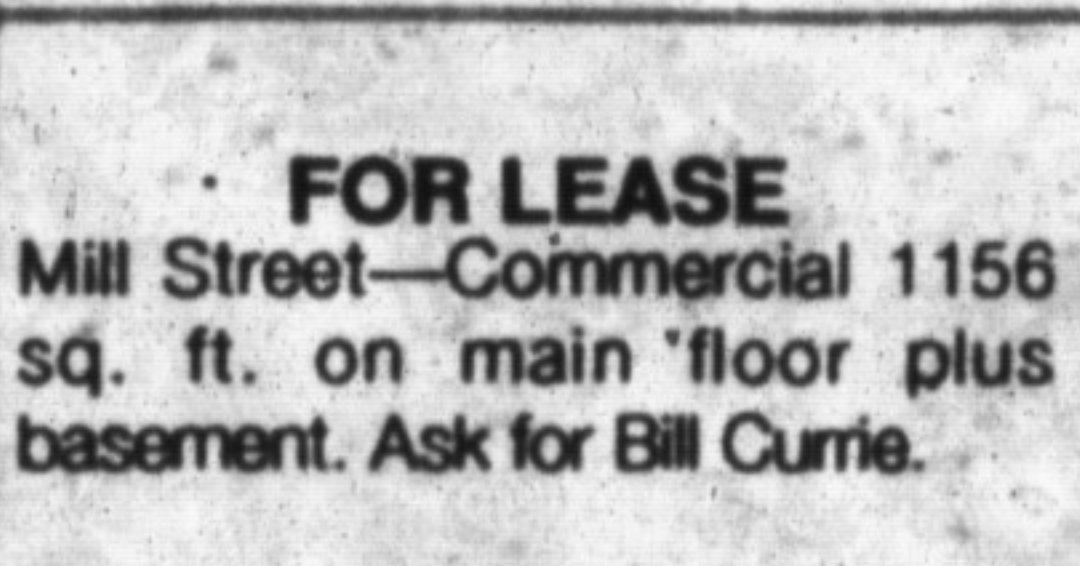 FOR LEASE
Mill Street—Commercial 1156
sq. ft. on main floor plus
basement. Ask for Bill Currie.